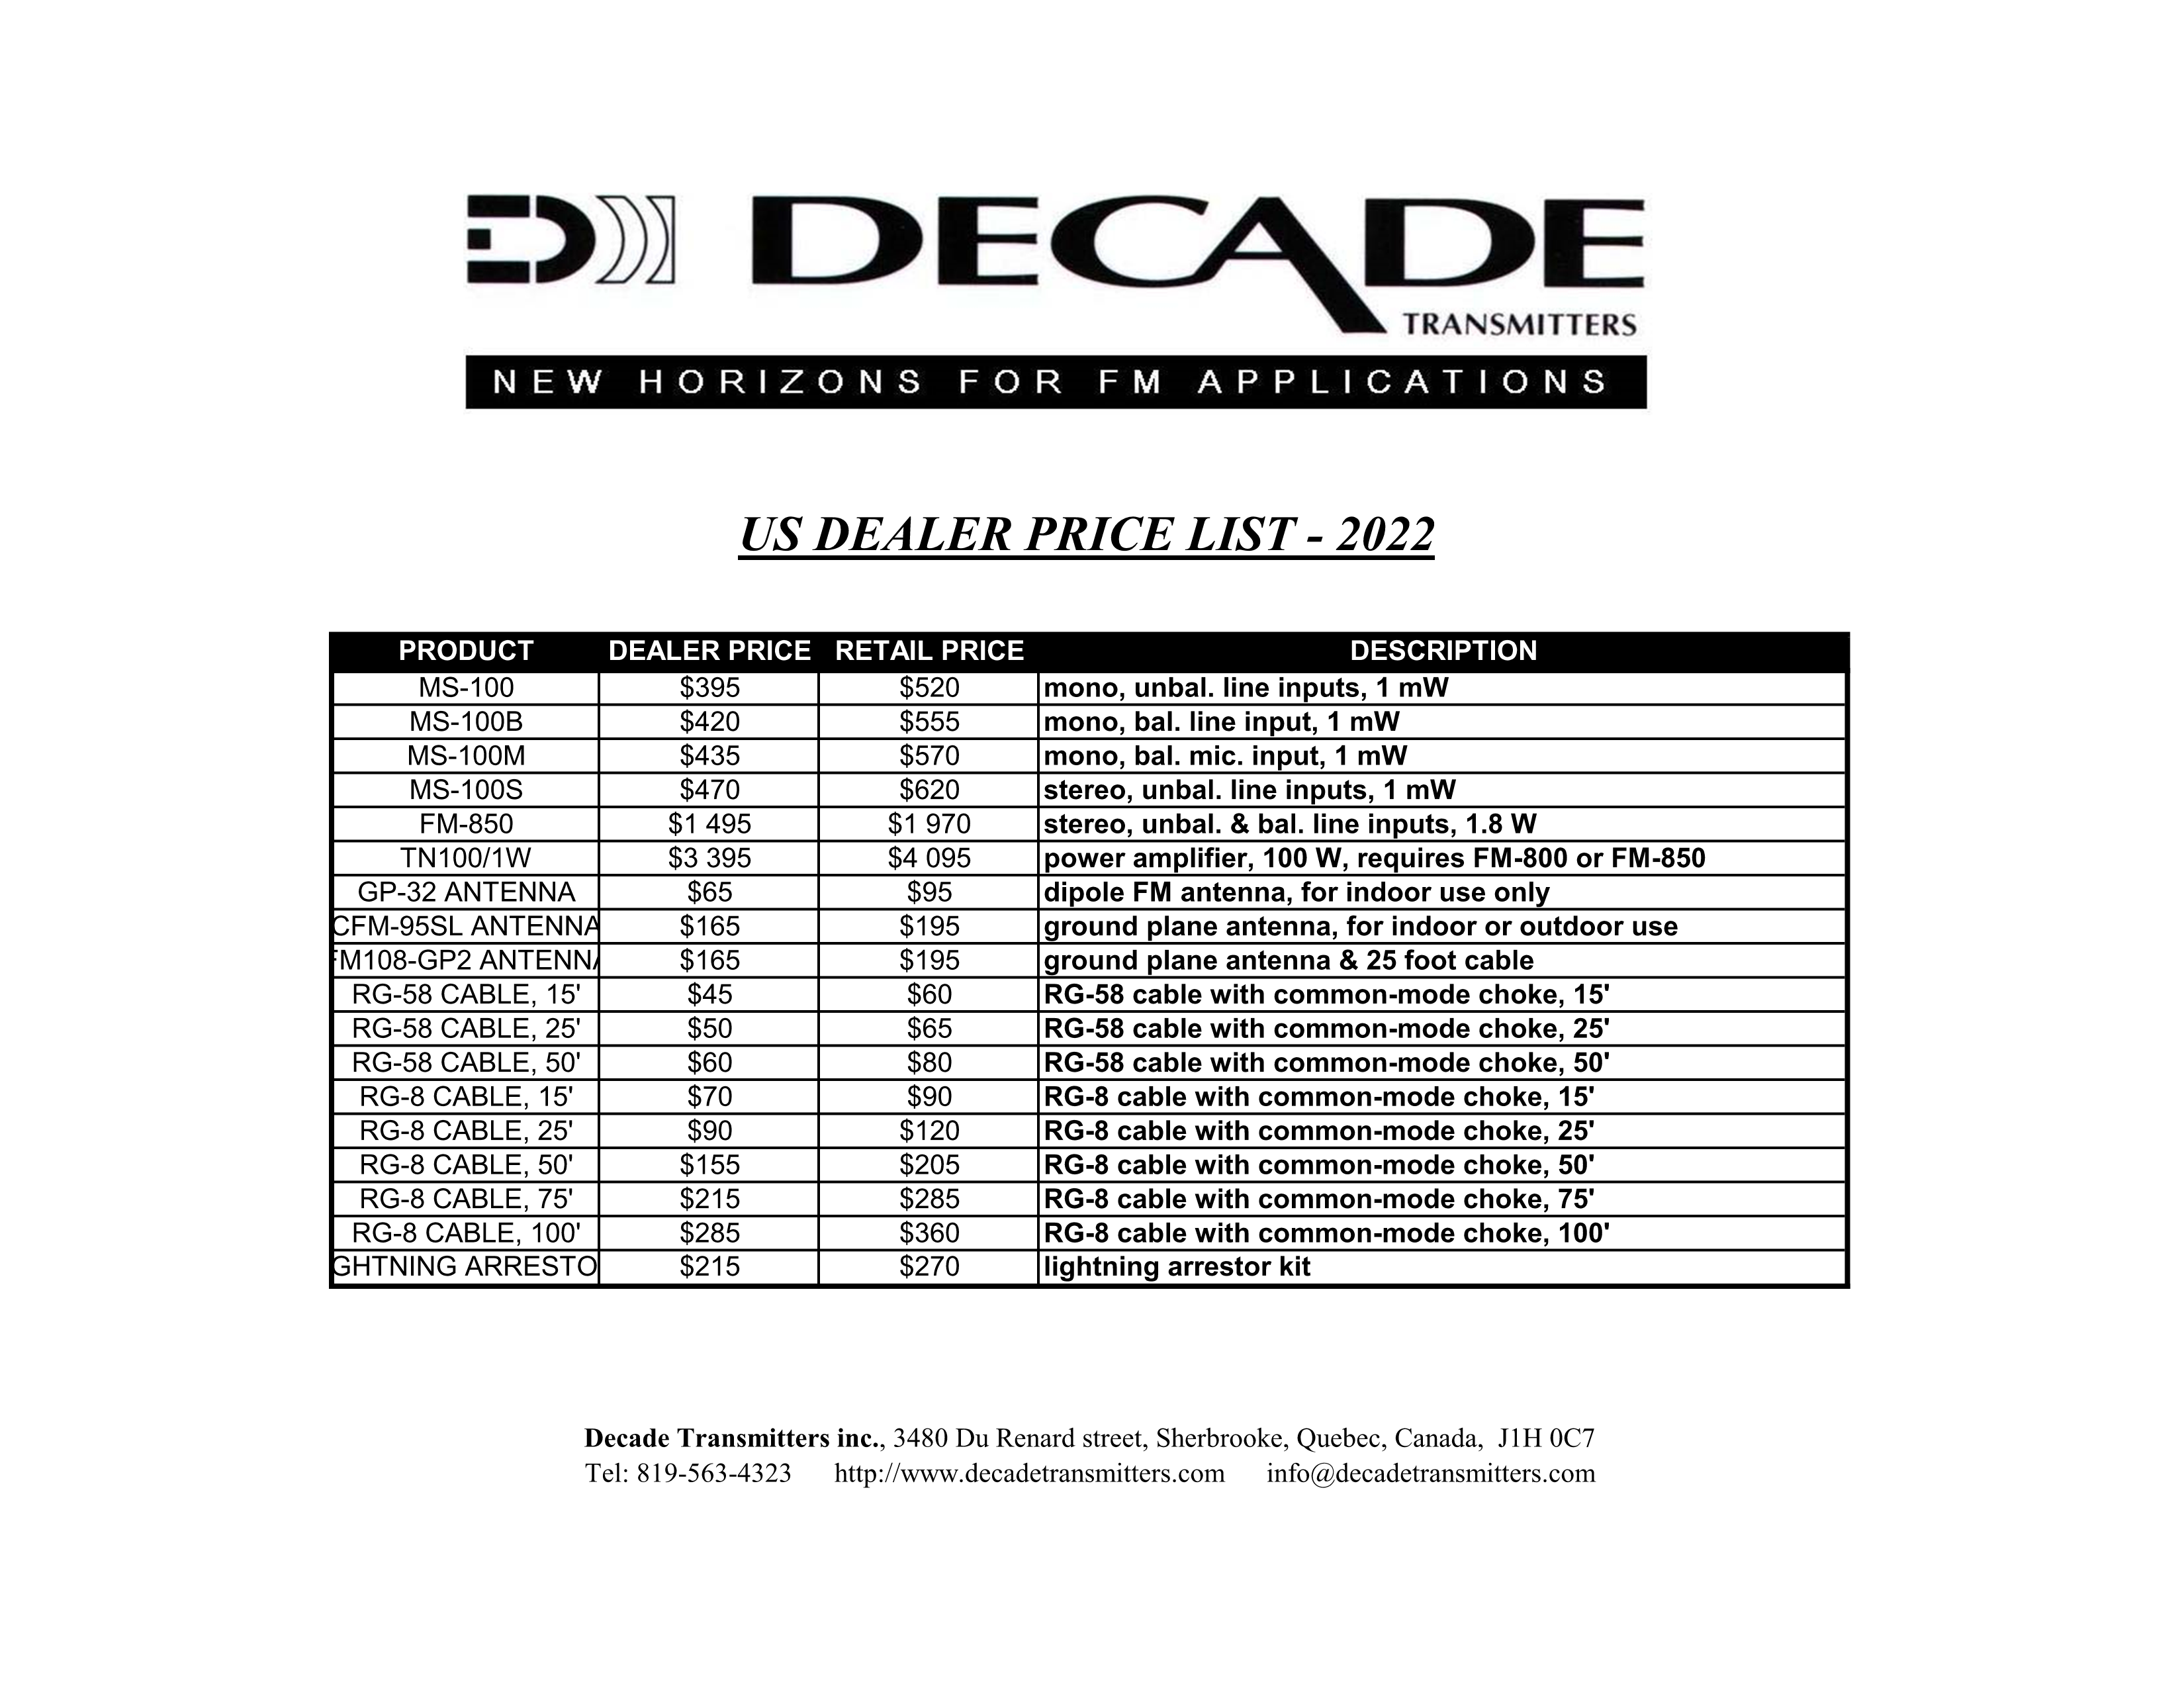 DECADE
TRANSMITTERS
NEW HORIZONS FOR FM APPLICATIONS
US DEALER PRICE LIST - 2022
PRODUCT DEALER PRICE RETAIL PRICE DESCRIPTION
MS-100 $395 $520 mono, unbal. line inputs, 1 mW
MS-100B $420 $555 mono, bal. line input, 1 mW
MS-100M $435 $570 mono, bal. mic. input, 1 mW
MS-100S $470 $620 stereo, unbal. line inputs, 1 mW
FM-850 $1 495 $1 970 stereo, unbal. & bal. line inputs, 1.8 W
TN100/1W $3 395 $4 095 power amplifier, 100 W, requires FM-800 or FM-850
GP-32 ANTENNA $65 $95 dipole FM antenna, for indoor use only
CFM-95SL ANTENNA $165 $195 ground plane antenna, for indoor or outdoor use
FM108-GP2 ANTENNA $165 $195 ground plane antenna & 25 foot cable
RG-58 CABLE, 15' $45 $60 RG-58 cable with common-mode choke, 15'
RG-58 CABLE, 25' $50 $65 RG-58 cable with common-mode choke, 25'
RG-58 CABLE, 50' $60 $80 RG-58 cable with common-mode choke, 50'
RG-8 CABLE, 15' $70 $90 RG-8 cable with common-mode choke, 15'
RG-8 CABLE, 25' $90 $120 RG-8 cable with common-mode choke, 25'
RG-8 CABLE, 50' $155 $205 RG-8 cable with common-mode choke, 50'
RG-8 CABLE, 75' $215 $285 RG-8 cable with common-mode choke, 75'
RG-8 CABLE, 100' $285 $360 RG-8 cable with common-mode choke, 100'
GHTNING ARRESTO $215 $270 lightning arrestor kit
Decade Transmitters inc., 3480 Du Renard street, Sherbrooke, Quebec, Canada, J1H 0C7
Tel: 819-563-4323 http://www.decadetransmitters.com info@decadetransmitters.com